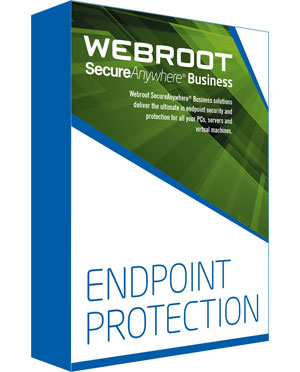 WEBROOT
SecureAnywhere® Business
Webroot SecureAnywhere® Business solutions
deliver the ultimate in endpoint security and
protection for all your PCs, servers and
virtual machines.
ENDPOINT
PROTECTION